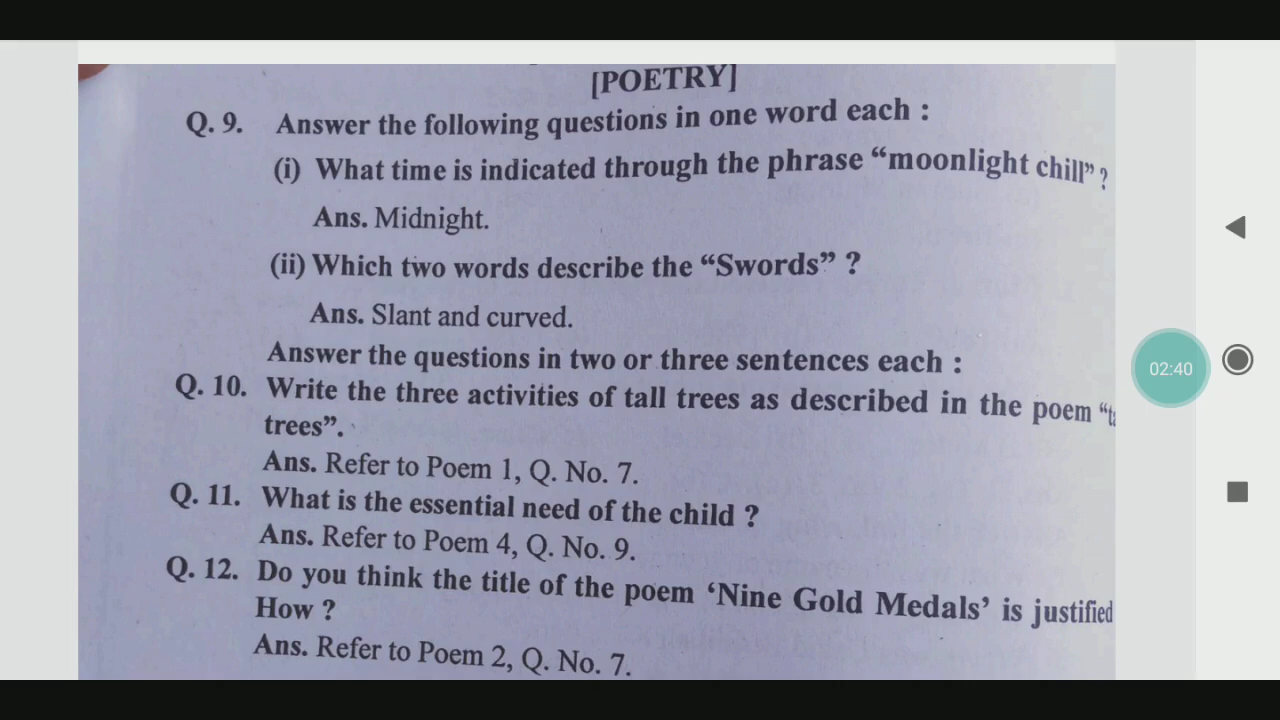 [POETRY]
Q. 9. Answer the following questions in one word each :
(i) What time is indicated through the phrase “moonlight chill” ?
Ans. Midnight.
(ii) Which two words describe the “Swords” ?
Ans. Slant and curved.
Answer the questions in two or three sentences each :
Q. 10. Write the three activities of tall trees as described in the poem
trees”.
Ans. Refer to Poem 1, Q. No. 7.
Q. 11. What is the essential need of the child ?
Ans. Refer to Poem 4, Q. No. 9.
Q. 12. Do you think the title of the poem ‘Nine Gold Medals’ is justified
How ?
Ans. Refer to Poem 2, Q. No. 7.
02:40